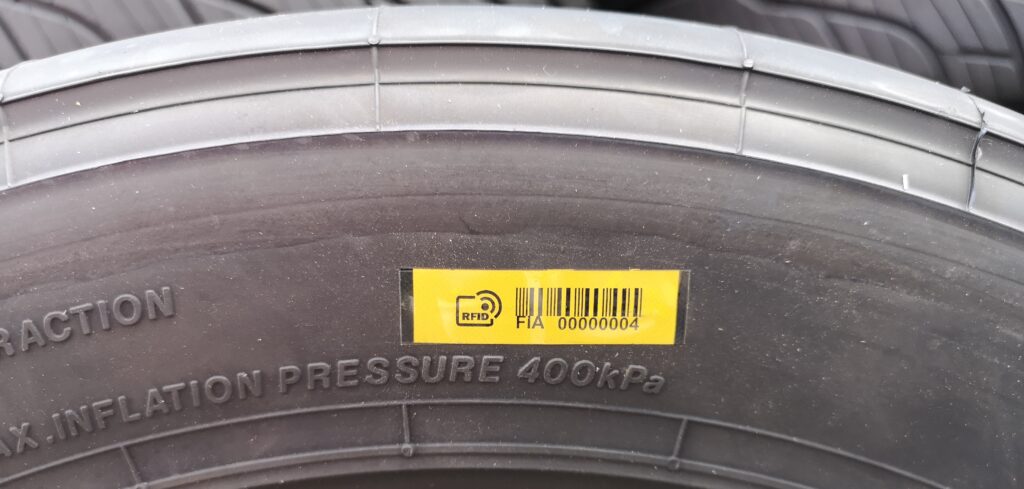 RFID
FIA 00000004
RACTION
AX.INFLATION PRESSURE 400kPa